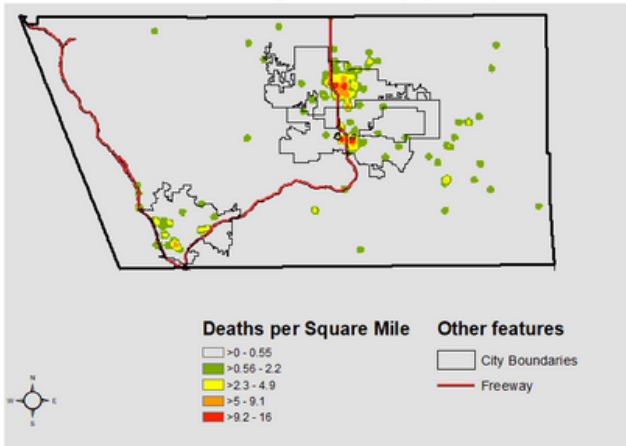 Deaths per Square Mile
>0 - 0.55
>0.56 - 2.2
>2.3 - 4.9
>5 - 9.1
>9.2 - 16
Other features
City Boundaries
Freeway
N
W E
S